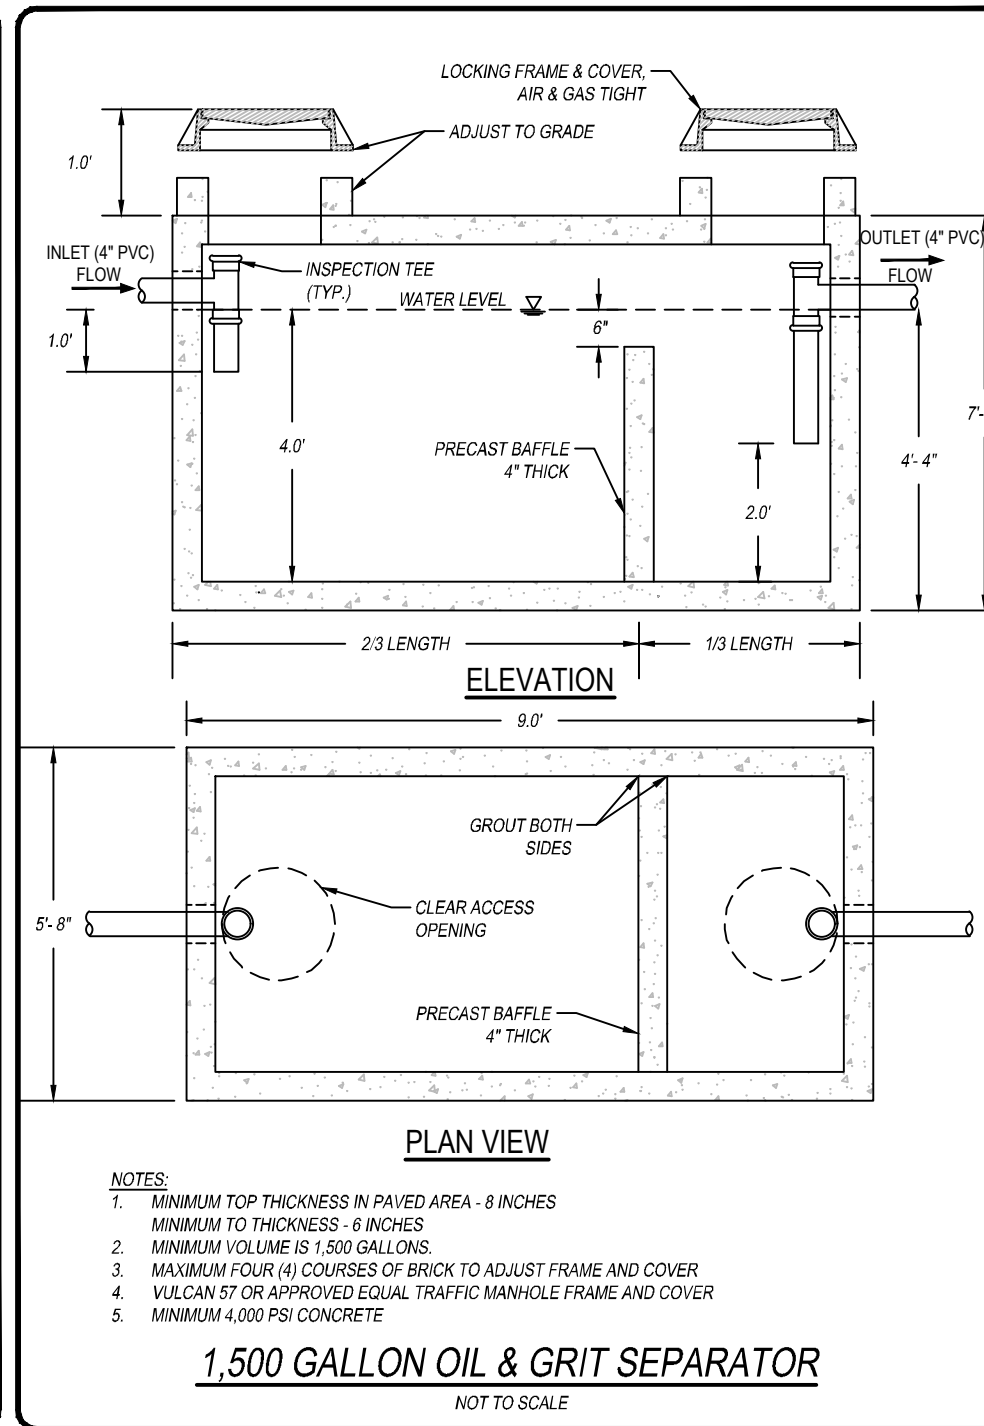 LOCKING FRAME & COVER,
AIR & GAS TIGHT
ADJUST TO GRADE
1.0'
INLET (4" PVC)
FLOW
INSPECTION TEE
(TYP.)
WATER LEVEL
OUTLET (4" PVC)
FLOW
1.0'
6"
4.0'
PRECAST BAFFLE
4" THICK
2.0'
4'- 4"
7'-
2/3 LENGTH
1/3 LENGTH
ELEVATION
9.0'
GROUT BOTH
SIDES
5'- 8"
CLEAR ACCESS
OPENING
PRECAST BAFFLE
4" THICK
PLAN VIEW
NOTES:
1. MINIMUM TOP THICKNESS IN PAVED AREA - 8 INCHES
MINIMUM TO THICKNESS - 6 INCHES
2. MINIMUM VOLUME IS 1,500 GALLONS.
3. MAXIMUM FOUR (4) COURSES OF BRICK TO ADJUST FRAME AND COVER
4. VULCAN 57 OR APPROVED EQUAL TRAFFIC MANHOLE FRAME AND COVER
5. MINIMUM 4,000 PSI CONCRETE
1,500 GALLON OIL & GRIT SEPARATOR
NOT TO SCALE